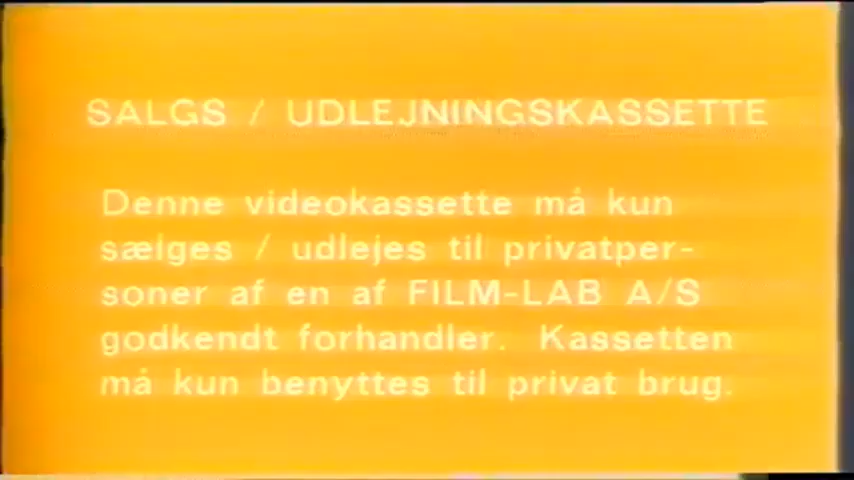 SALGS / UDLEJNINGSKASSETTE
Denne videokassette må kun
sælges / udlejes til privatper-
soner af en af FILM-LAB A/S
godkendt forhandler. Kassetten
må kun benyttes til privat brug.